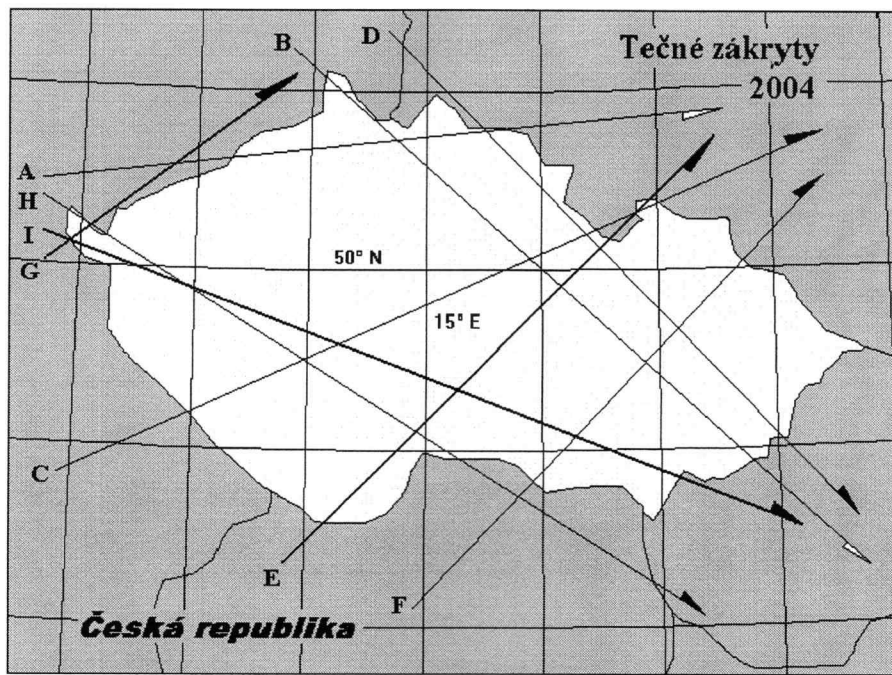 B
D
Tečné zákryty
2004
A
H
I
G
50° N
15° E
C
E
F
Česká republika